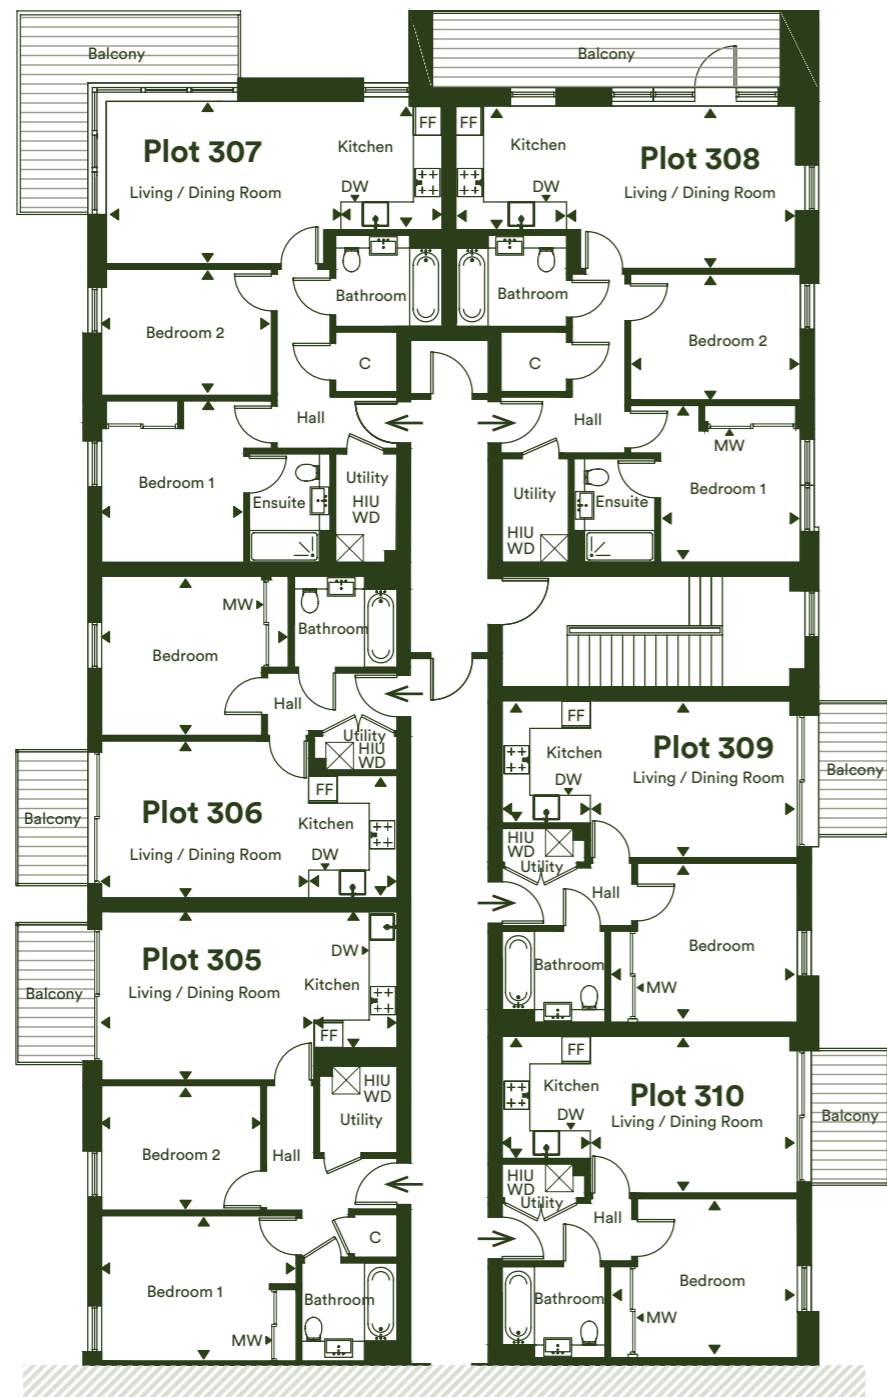 Balcony
Plot 307
Living / Dining Room
Kitchen
FF
DW
Bathroom
Bedroom 2
C
Hall
Bedroom 1
Ensuite
Utility
HIU
WD
Balcony
FF
Kitchen
DW
Plot 308
Living / Dining Room
Bathroom
Bedroom 2
C
Hall
MW
Bedroom 1
Utility
HIU
WD
Ensuite
MW
Bedroom
Bathroom
Hall
Utility
HIU
WD
Balcony
Plot 306
Living / Dining Room
FF
Kitchen
DW
FF
Kitchen
DW
Plot 309
Living / Dining Room
Balcony
HIU
WD
Utility
Hall
Bedroom
Bathroom
MW
Balcony
Plot 305
Living / Dining Room
DW
Kitchen
FF
HIU
WD
Utility
Bedroom 2
Hall
C
Bedroom 1
Bathroom
MW
FF
Kitchen
DW
Plot 310
Living / Dining Room
Balcony
HIU
WD
Utility
Hall
Bedroom
Bathroom
MW